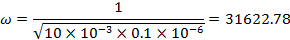 ω = 1 / √(10 × 10⁻³ × 0.1 × 10⁻⁶) = 31622.78